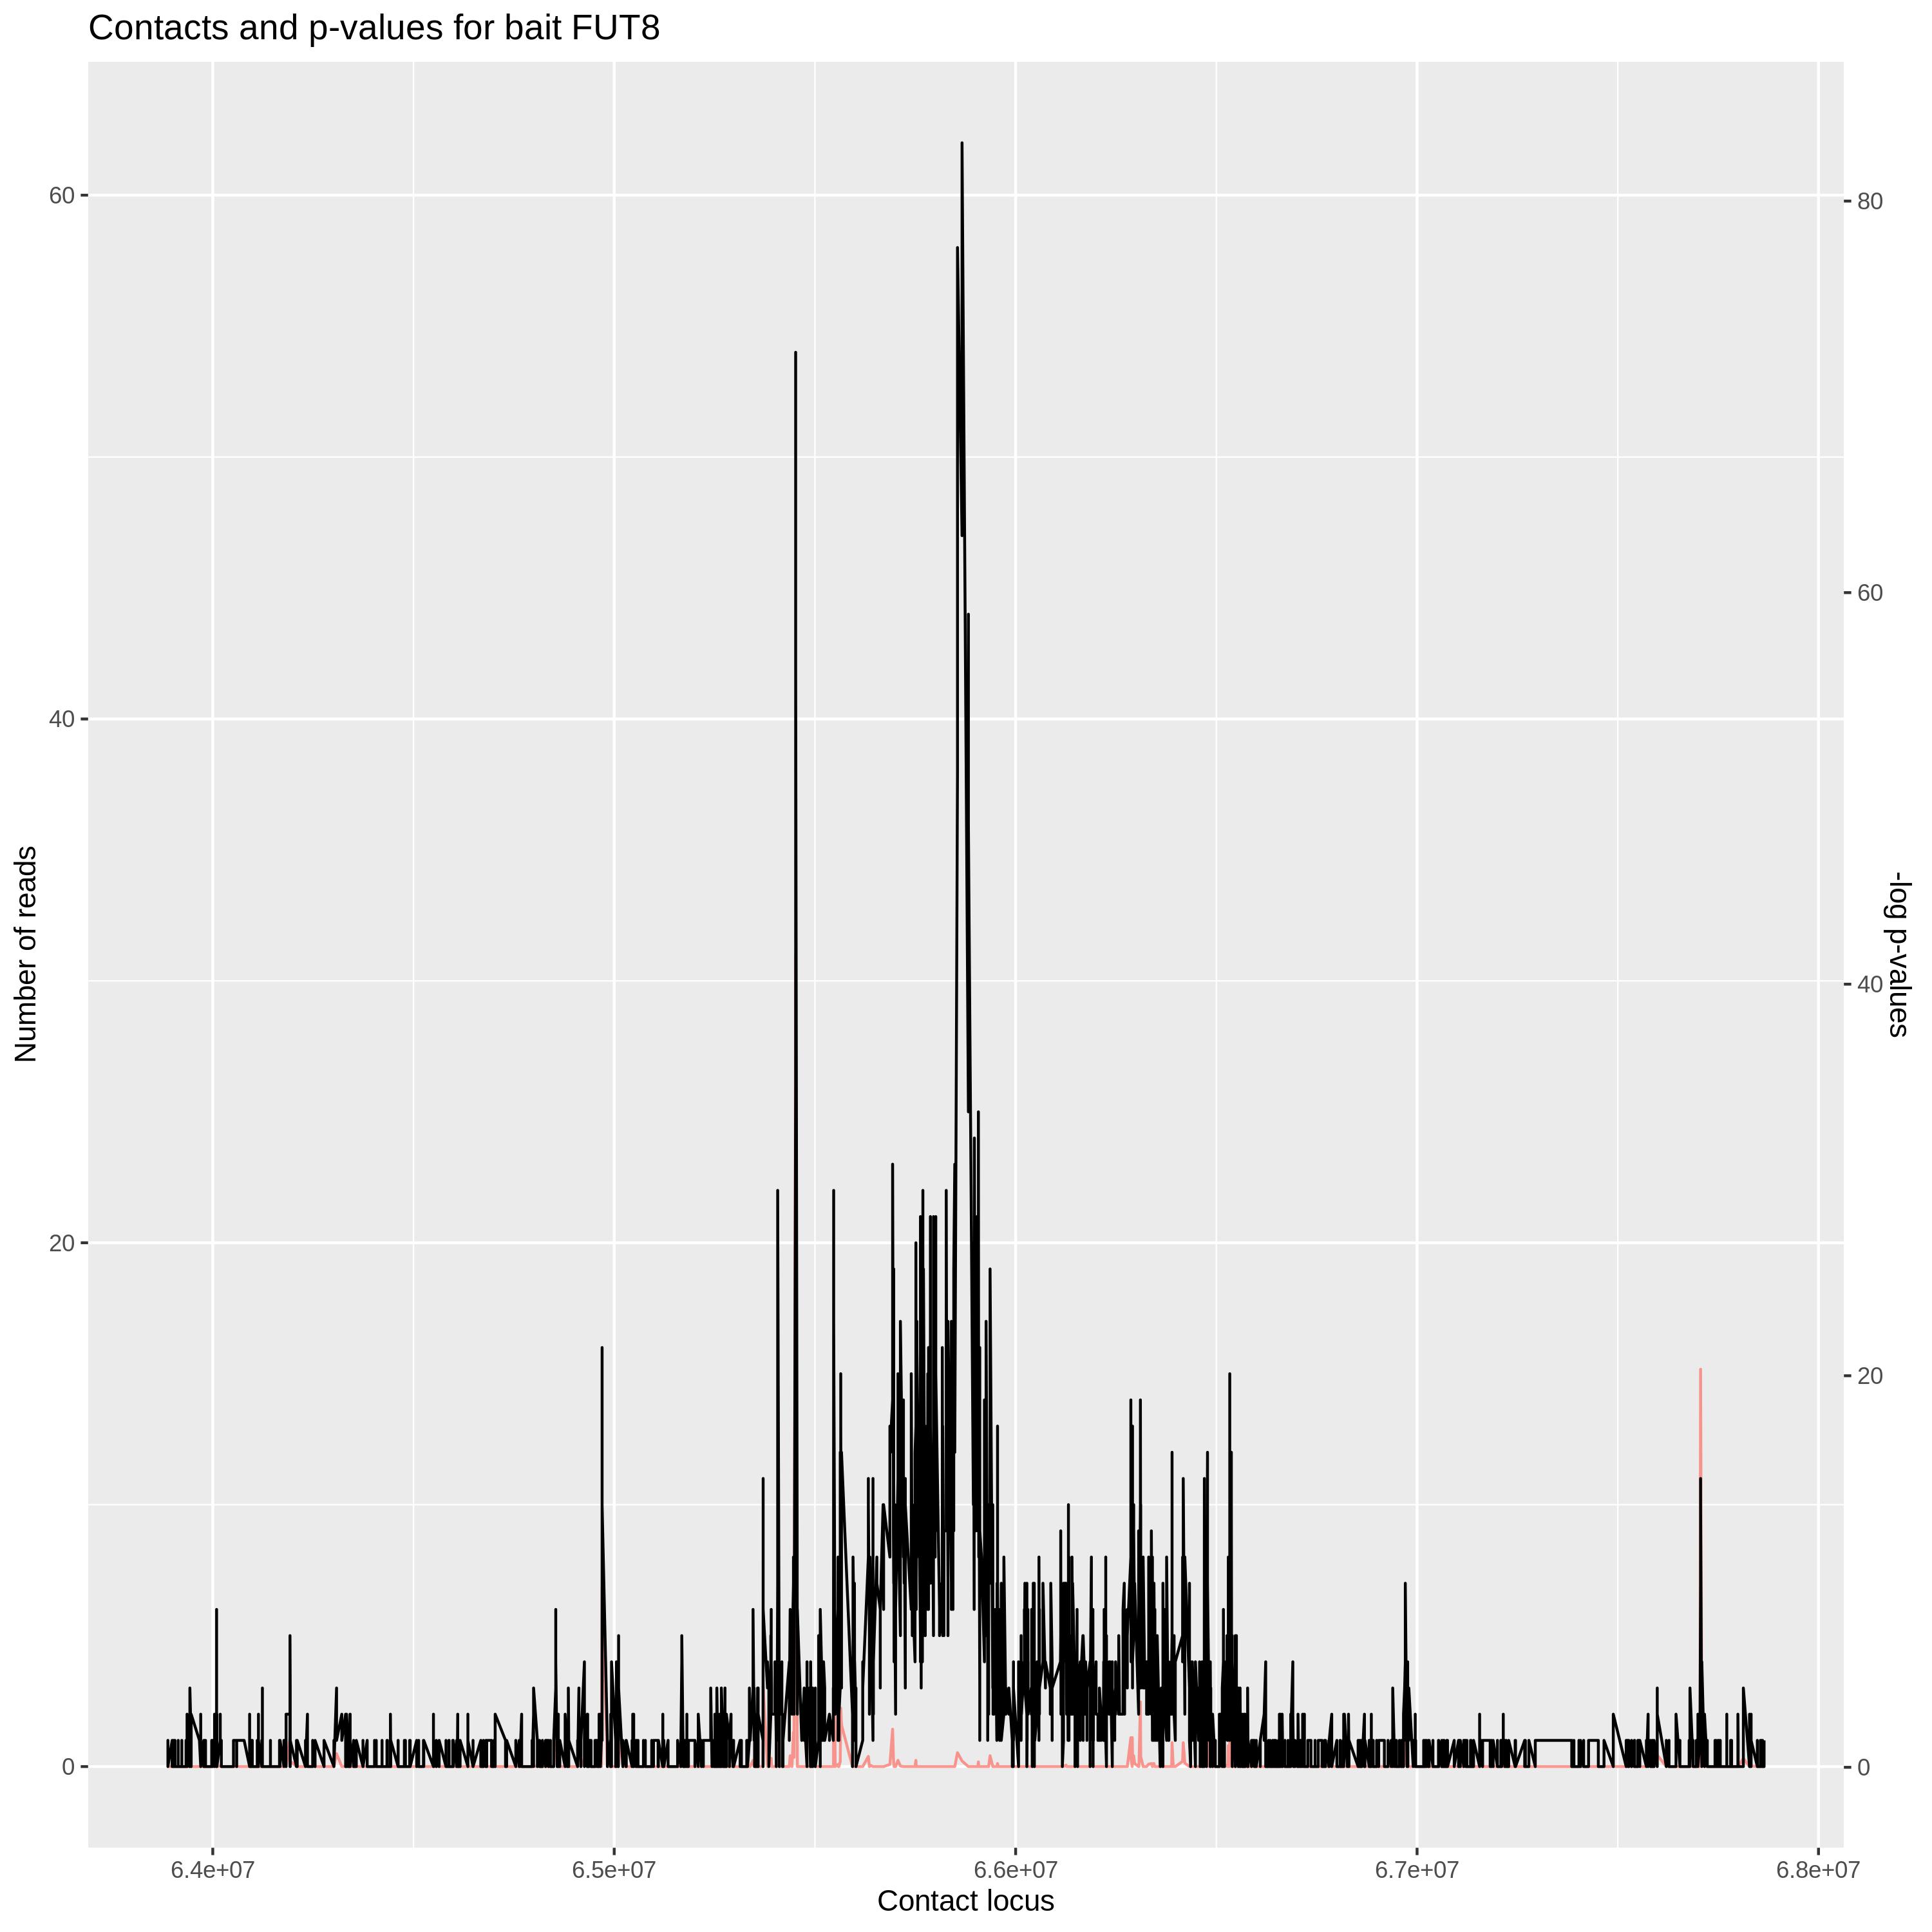 Contacts and p-values for bait FUT8
60
40
20
0
80
60
40
20
0
Number of reads
-log p-values
6.4e+07 6.5e+07 6.6e+07 6.7e+07 6.8e+07
Contact locus